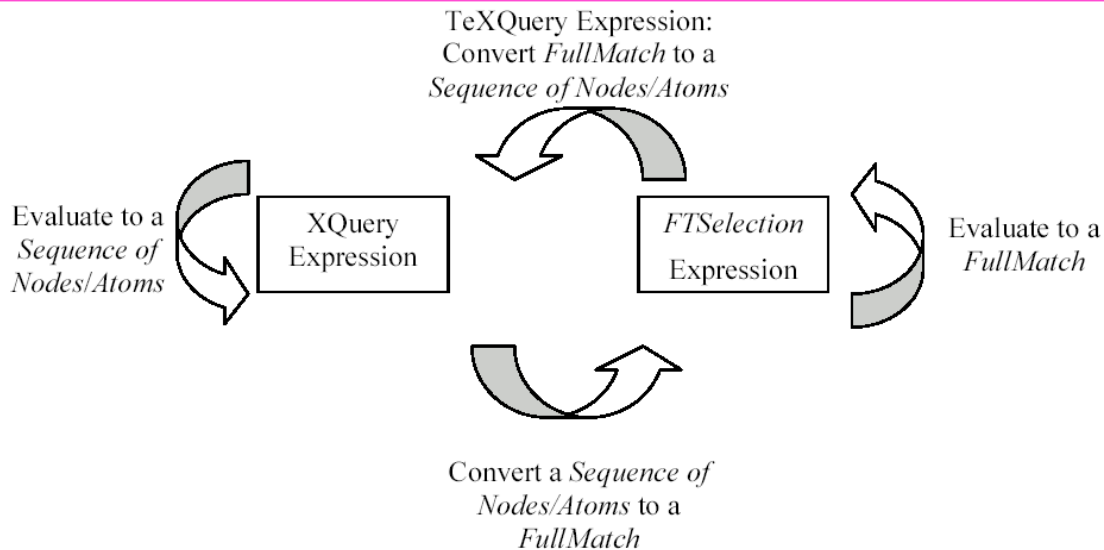 TeXQuery Expression:
Convert FullMatch to a
Sequence of Nodes/Atoms
Evaluate to a
Sequence of
Nodes/Atoms
XQuery
Expression
FTSelection
Expression
Evaluate to a
FullMatch
Convert a Sequence of
Nodes/Atoms to a
FullMatch